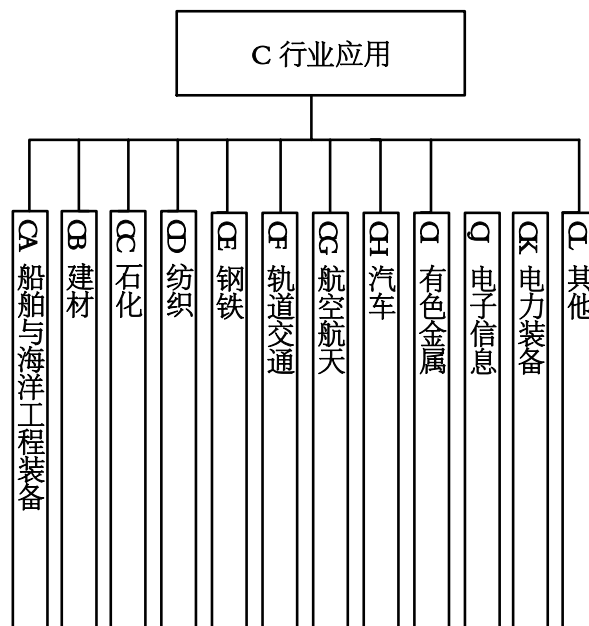 C 行业应用
CA 船舶与海洋工程装备
CB 建材
CC 石化
CD 纺织
CE 钢铁
CF 轨道交通
CG 航空航天
CH 汽车
CI 有色金属
CJ 电子信息
CK 电力装备
CL 其他